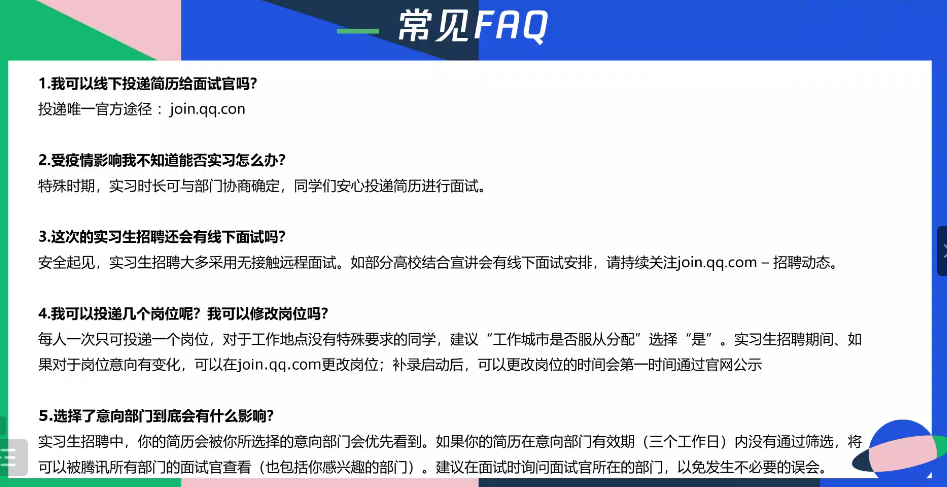 常见FAQ
1.我可以线下投递简历给面试官吗?
投递唯一官方途径 : join.qq.con
2.受疫情影响我不知道能否实习怎么办?
特殊时期，实习时长可与部门协商确定，同学们安心投递简历进行面试。
3.这次的实习生招聘还会有线下面试吗?
安全起见，实习生招聘大多采用无接触远程面试。如部分高校结合宣讲会有线下面试安排，请持续关注join.qq.com – 招聘动态。
4.我可以投递几个岗位呢？我可以修改岗位吗?
每人一次只可投递一个岗位，对于工作地点没有特殊要求的同学，建议“工作城市是否服从分配”选择“是”。实习生招聘期间、如
果对于岗位意向有变化，可以在join.qq.com更改岗位；补录启动后，可以更改岗位的时间会第一时间通过官网公示
5.选择了意向部门到底会有什么影响?
实习生招聘中，你的简历会被你所选择的意向部门会优先看到。如果你的简历在意向部门有效期（三个工作日）内没有通过筛选，将
可以被腾讯所有部门的面试官查看（也包括你感兴趣的部门）。建议在面试时询问面试官所在的部门，以免发生不必要的误会。